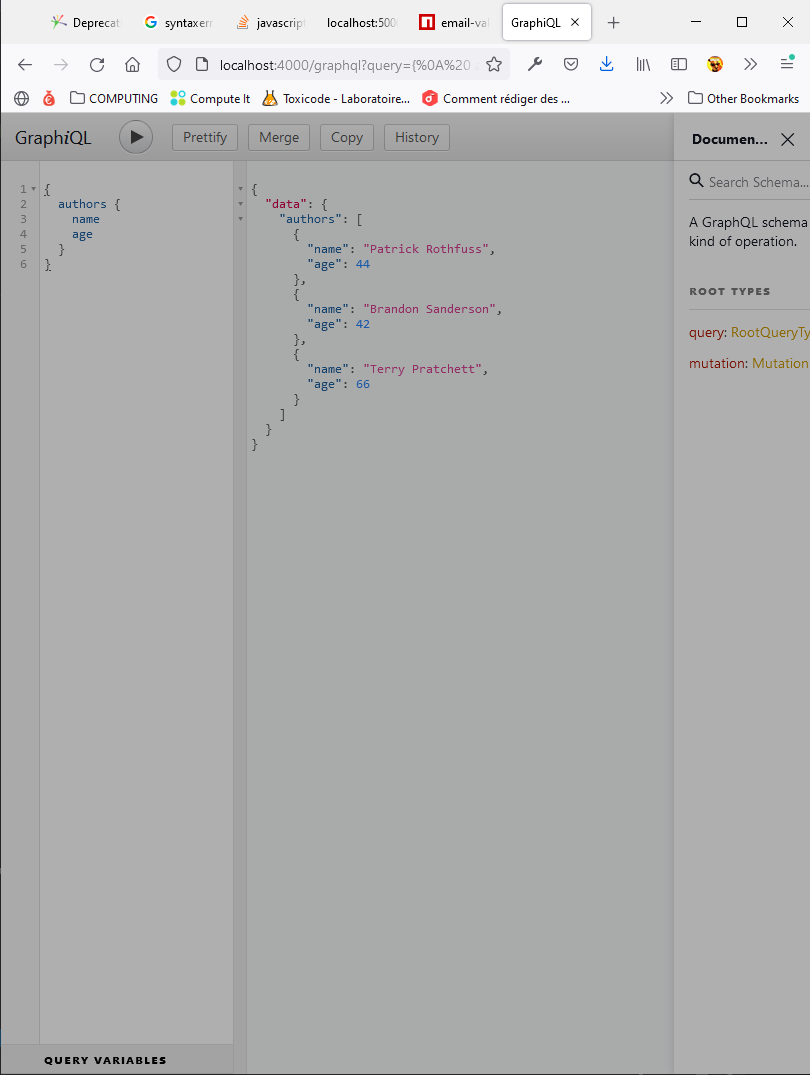 Deprecat
syntaxerr
javascript
localhost:500
email-val
GraphiQL
localhost:4000/graphql?query={%0A%20
COMPUTING
Compute It
Toxicode - Laboratoire...
Comment rédiger des ...
Other Bookmarks
GraphiQL
Prettify
Merge
Copy
History
Documen...
Search Schema...
A GraphQL schema
kind of operation.
ROOT TYPES
query: RootQueryTy
mutation: Mutation
1 {
2 authors {
3 name
4 age
5 }
6 }
{
"data": {
"authors": [
{
"name": "Patrick Rothfuss",
"age": 44
},
{
"name": "Brandon Sanderson",
"age": 42
},
{
"name": "Terry Pratchett",
"age": 66
}
]
}
}
QUERY VARIABLES